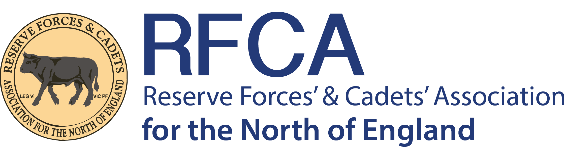 RESERVE FORCES & CADETS
ASSOCIATION FOR THE NORTH OF ENGLAND
RFCA
Reserve Forces' & Cadets' Association
for the North of England